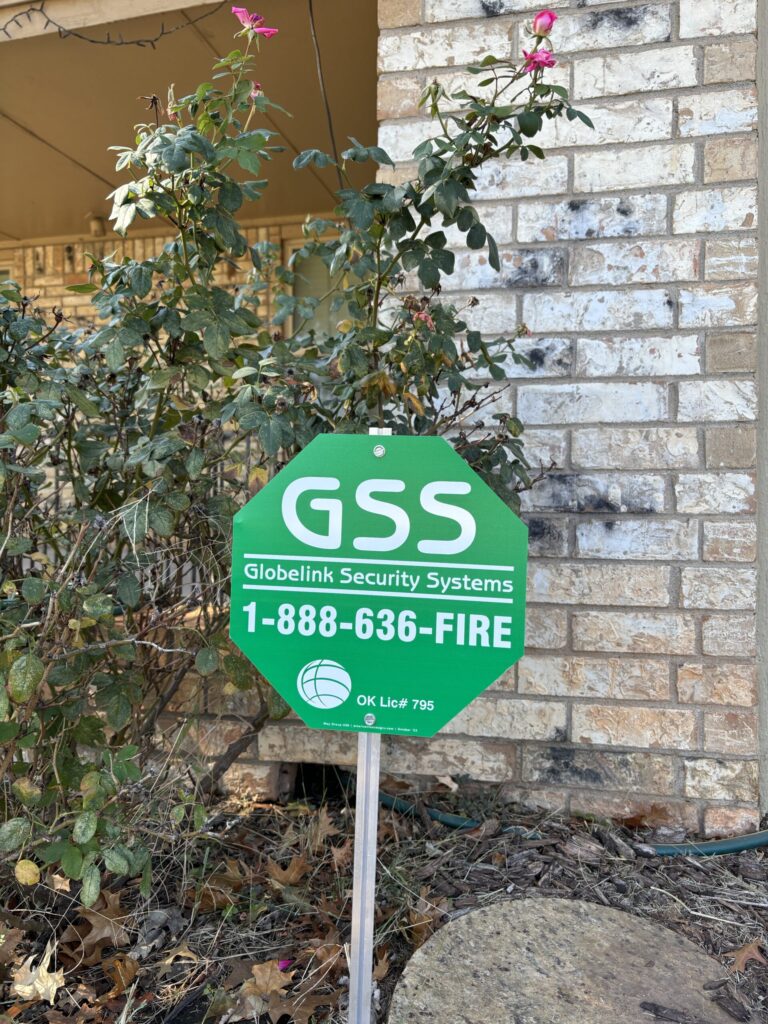 GSS
Globelink Security Systems
1-888-636-FIRE
OK Lic# 795